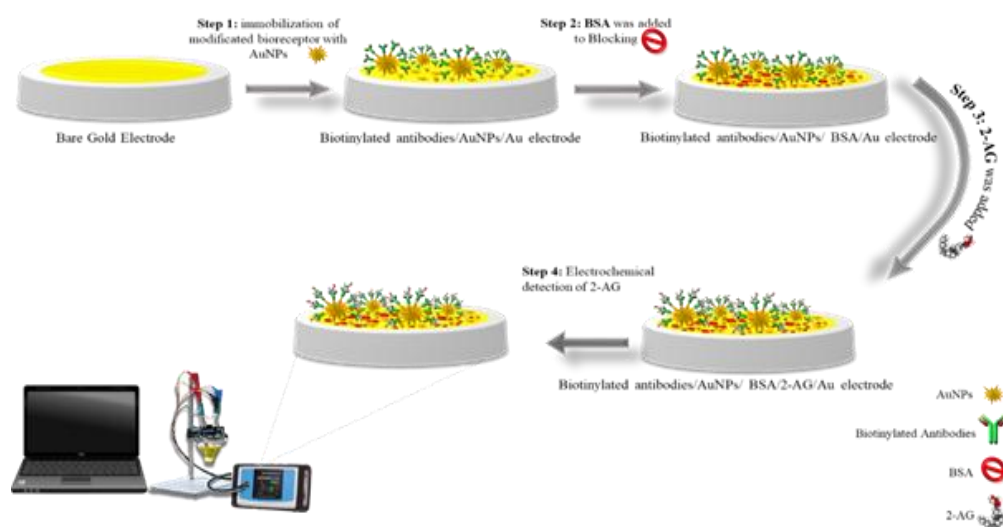 Step 1: immobilization of
modificated bioreceptor with
AuNPs
Step 2: BSA was added
to Blocking
Bare Gold Electrode
Biotinylated antibodies/AuNPs/Au electrode
Biotinylated antibodies/AuNPs/ BSA/Au electrode
Step 3: 2-AG was added
Step 4: Electrochemical
detection of 2-AG
Biotinylated antibodies/AuNPs/ BSA/2-AG/Au electrode
AuNPs
Biotinylated Antibodies
BSA
2-AG